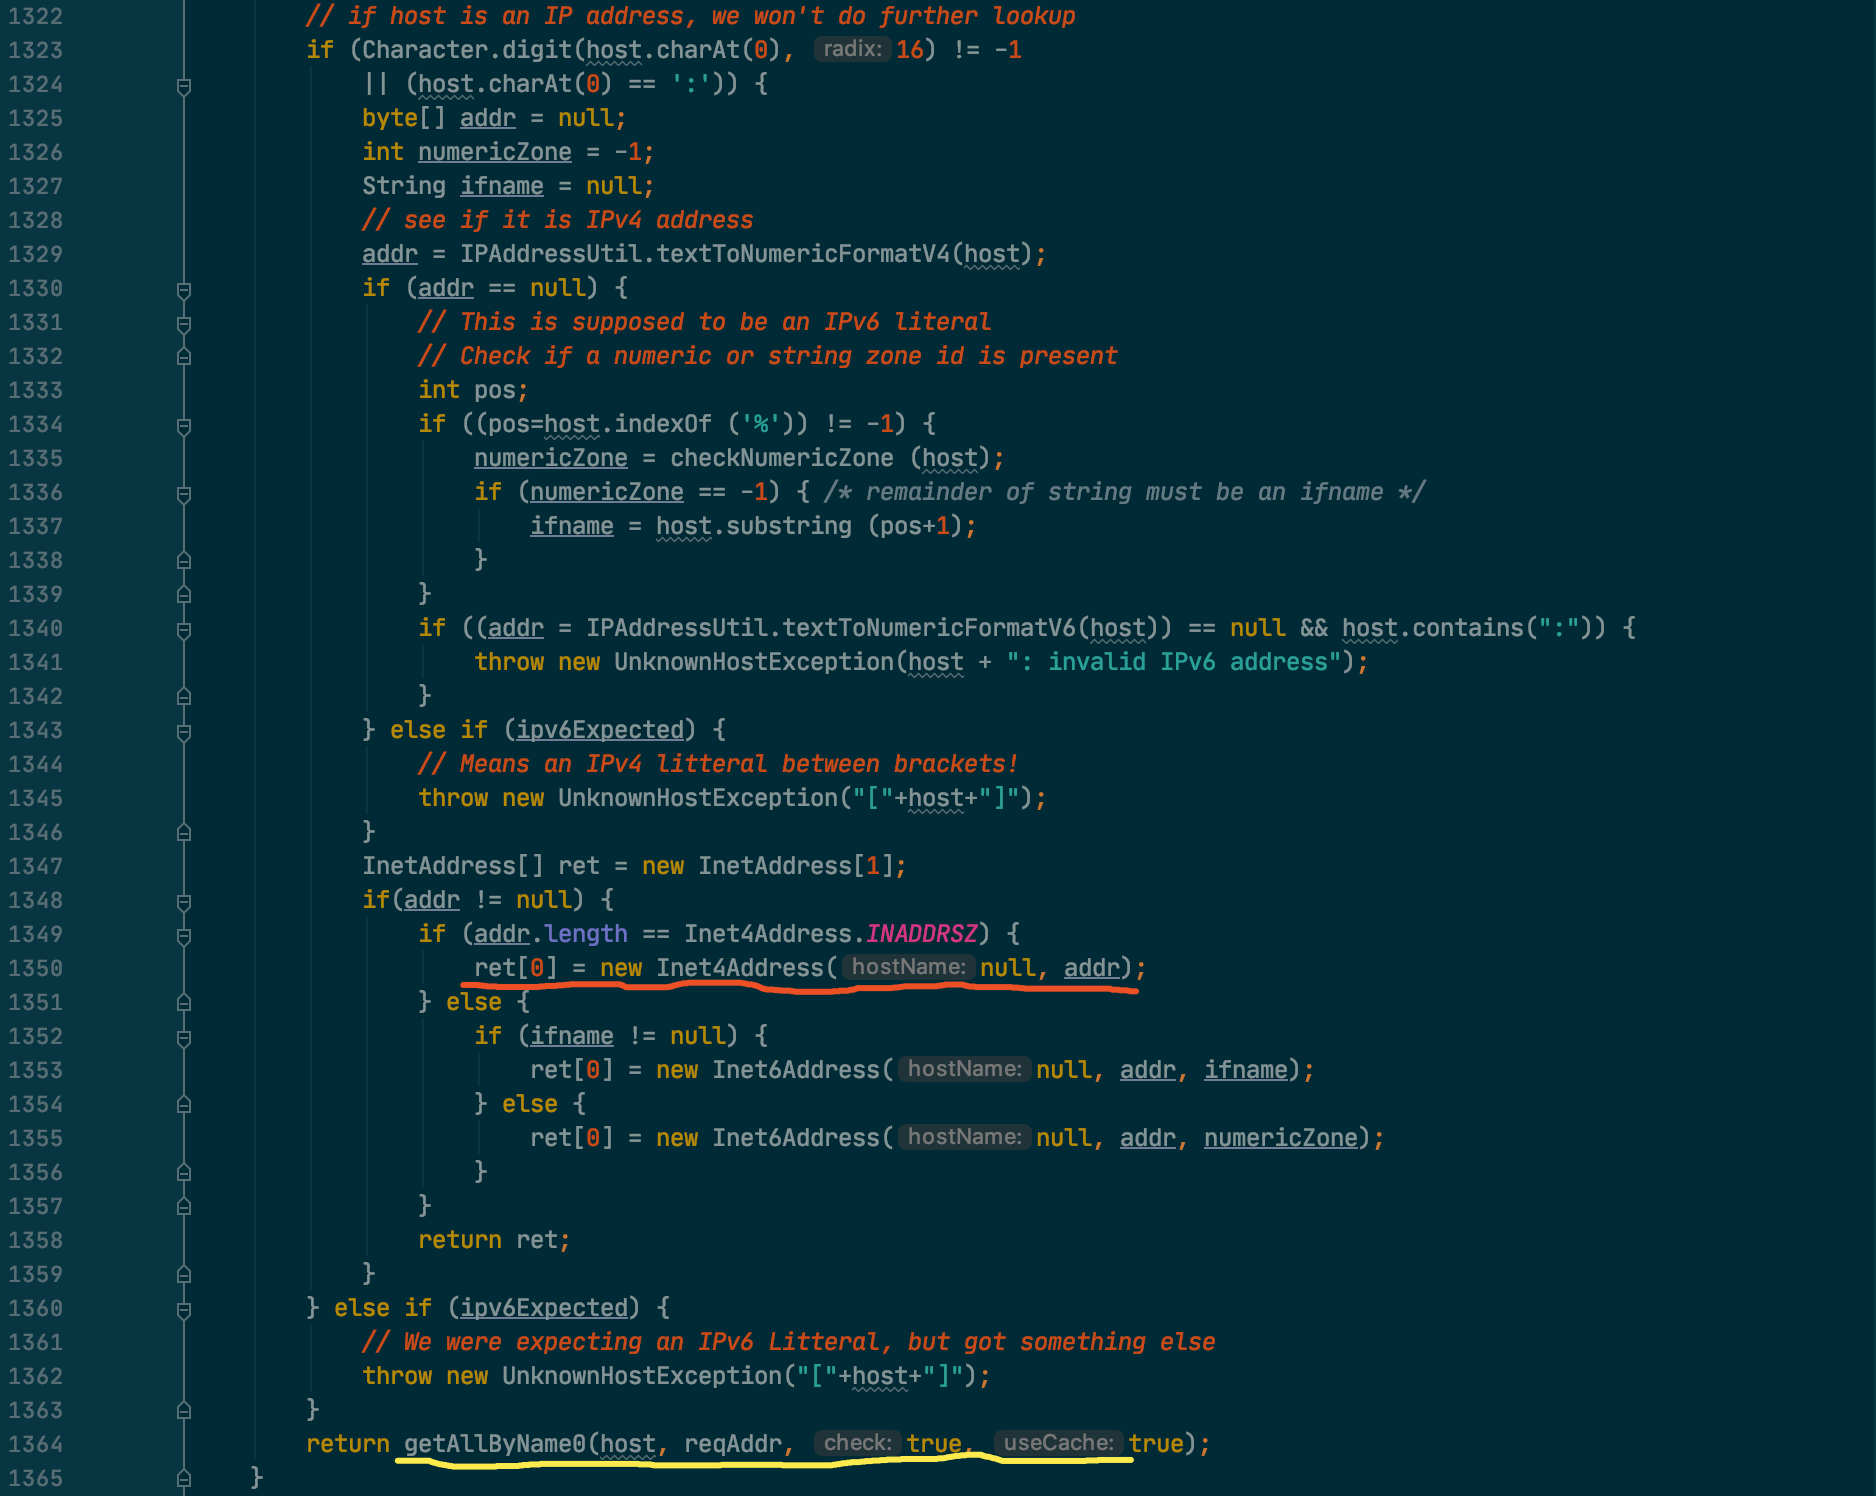 1322 // if host is an IP address, we won't do further lookup
1323 if (Character.digit(host.charAt(0), radix: 16) != -1
1324 || (host.charAt(0) == ':')) {
1325 byte[] addr = null;
1326 int numericZone = -1;
1327 String ifname = null;
1328 // see if it is IPv4 address
1329 addr = IPAddressUtil.textToNumericFormatV4(host);
1330 if (addr == null) {
1331 // This is supposed to be an IPv6 literal
1332 // Check if a numeric or string zone id is present
1333 int pos;
1334 if ((pos=host.indexOf ('%')) != -1) {
1335 numericZone = checkNumericZone (host);
1336 if (numericZone == -1) { /* remainder of string must be an ifname */
1337 ifname = host.substring (pos+1);
1338 }
1339 }
1340 if ((addr = IPAddressUtil.textToNumericFormatV6(host)) == null && host.contains(":")) {
1341 throw new UnknownHostException(host + ": invalid IPv6 address");
1342 }
1343 } else if (ipv6Expected) {
1344 // Means an IPv4 litteral between brackets!
1345 throw new UnknownHostException("["+host+"]");
1346 }
1347 InetAddress[] ret = new InetAddress[1];
1348 if(addr != null) {
1349 if (addr.length == Inet4Address.INADDRSZ) {
1350 ret[0] = new Inet4Address( hostName: null, addr);
1351 } else {
1352 if (ifname != null) {
1353 ret[0] = new Inet6Address( hostName: null, addr, ifname);
1354 } else {
1355 ret[0] = new Inet6Address( hostName: null, addr, numericZone);
1356 }
1357 }
1358 return ret;
1359 }
1360 } else if (ipv6Expected) {
1361 // We were expecting an IPv6 Litteral, but got something else
1362 throw new UnknownHostException("["+host+"]");
1363 }
1364 return getAllByName0(host, reqAddr, check: true, useCache: true);
1365 }